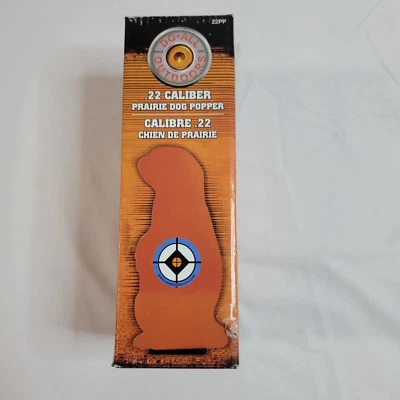 22PP
DO-ALL
OUTDOORS
.22 CALIBER
PRAIRIE DOG POPPER
CALIBRE .22
CHIEN DE PRAIRIE